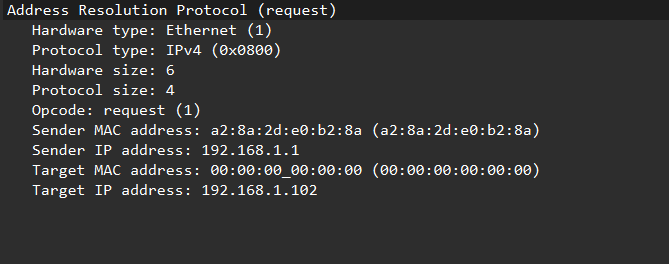 Address Resolution Protocol (request)
Hardware type: Ethernet (1)
Protocol type: IPv4 (0x0800)
Hardware size: 6
Protocol size: 4
Opcode: request (1)
Sender MAC address: a2:8a:2d:e0:b2:8a (a2:8a:2d:e0:b2:8a)
Sender IP address: 192.168.1.1
Target MAC address: 00:00:00_00:00:00 (00:00:00:00:00:00)
Target IP address: 192.168.1.102